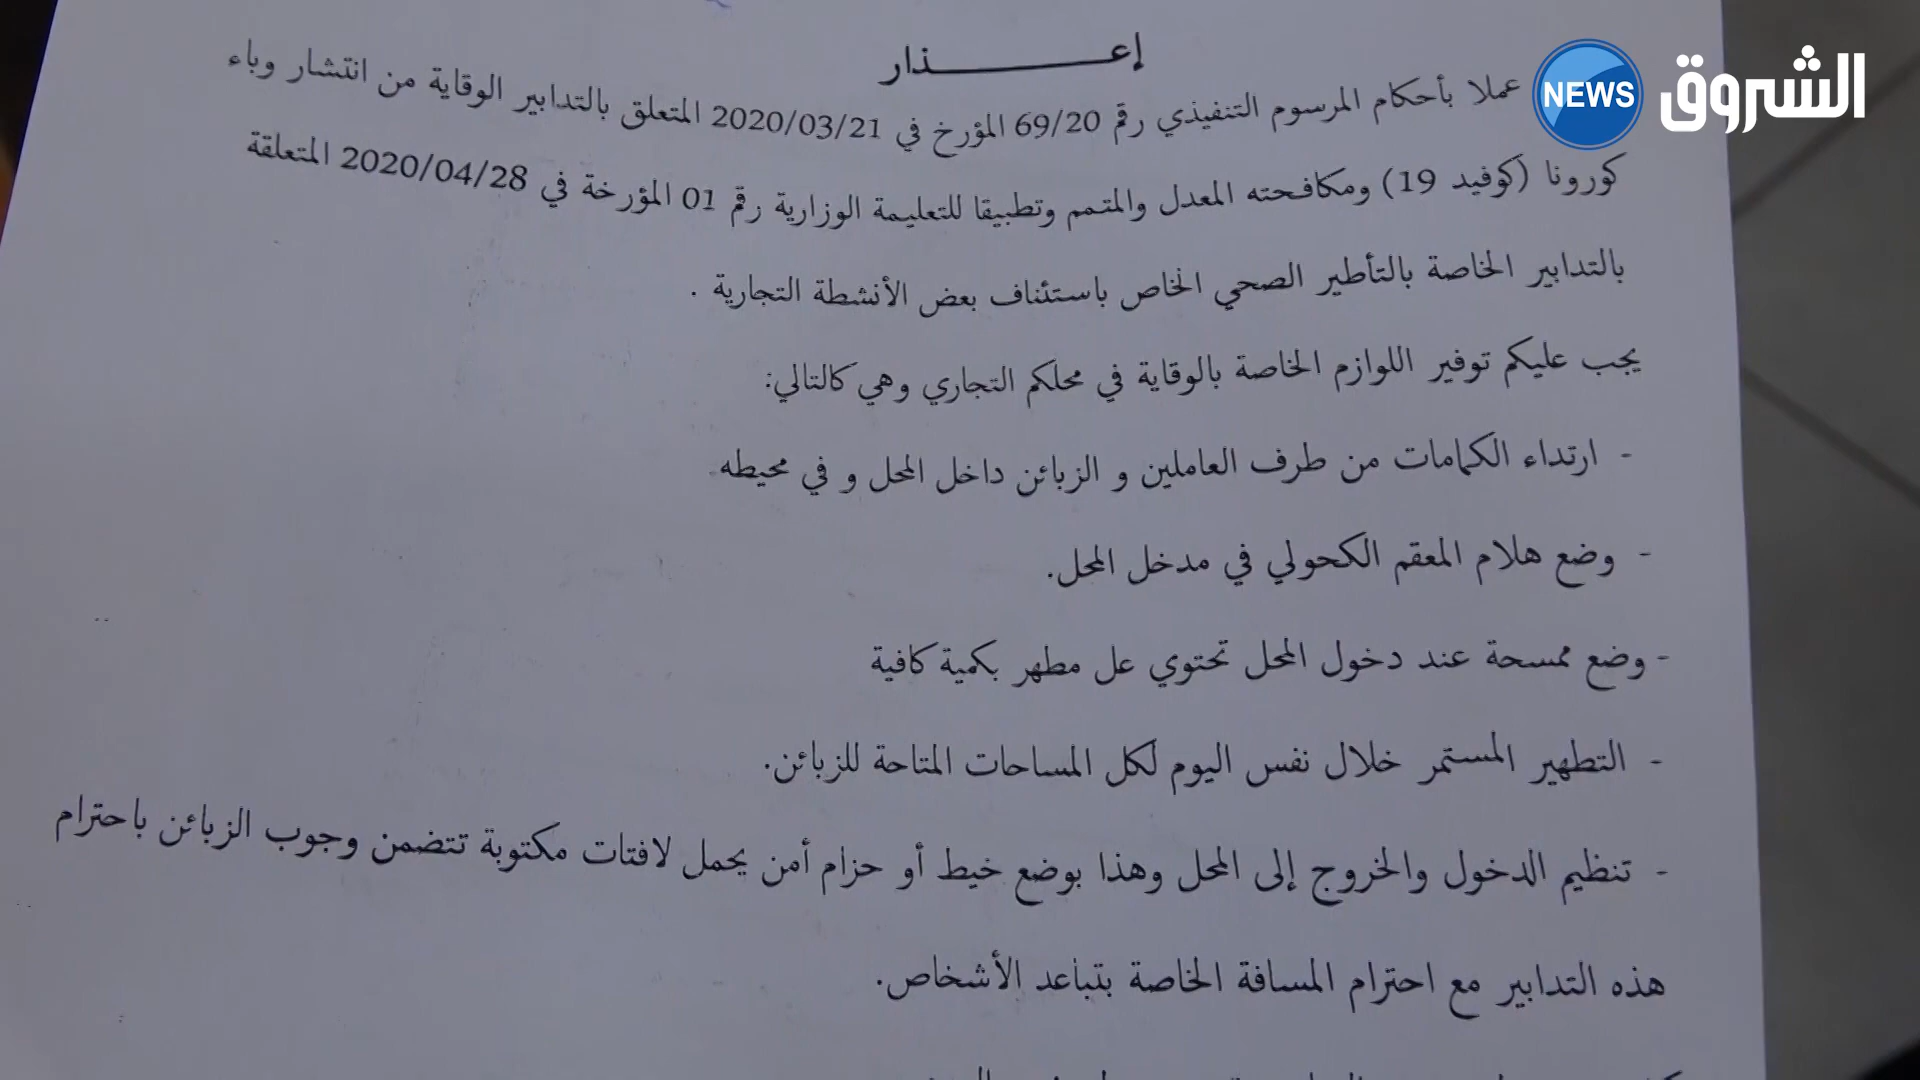 الشروق
NEWS
إعـــــــــذار
عملا بأحكام المرسوم التنفيذي رقم 69/20 المؤرخ في 2020/03/21 المتعلق بالتدابير الوقاية من انتشار وباء
كورونا (كوفيد 19) ومكافحته المعدل والمتمم وتطبيقا للتعليمة الوزارية رقم 01 المؤرخة في 2020/04/28 المتعلقة
بالتدابير الخاصة بالتأطير الصحي الخاص باستئناف بعض الأنشطة التجارية .
يجب عليكم توفير اللوازم الخاصة بالوقاية في محلكم التجاري وهي كالتالي:
- ارتداء الكمامات من طرف العاملين و الزبائن داخل المحل و في محيطه
- وضع هلام المعقم الكحولي في مدخل المحل.
- وضع ممسحة عند دخول المحل تحتوي عل مطهر بكمية كافية
- التطهير المستمر خلال نفس اليوم لكل المساحات المتاحة للزبائن.
- تنظيم الدخول والخروج إلى المحل وهذا بوضع خيط أو حزام أمن يحمل لافتات مكتوبة تتضمن وجوب الزبائن باحترام
هذه التدابير مع احترام المسافة الخاصة بتباعد الأشخاص.